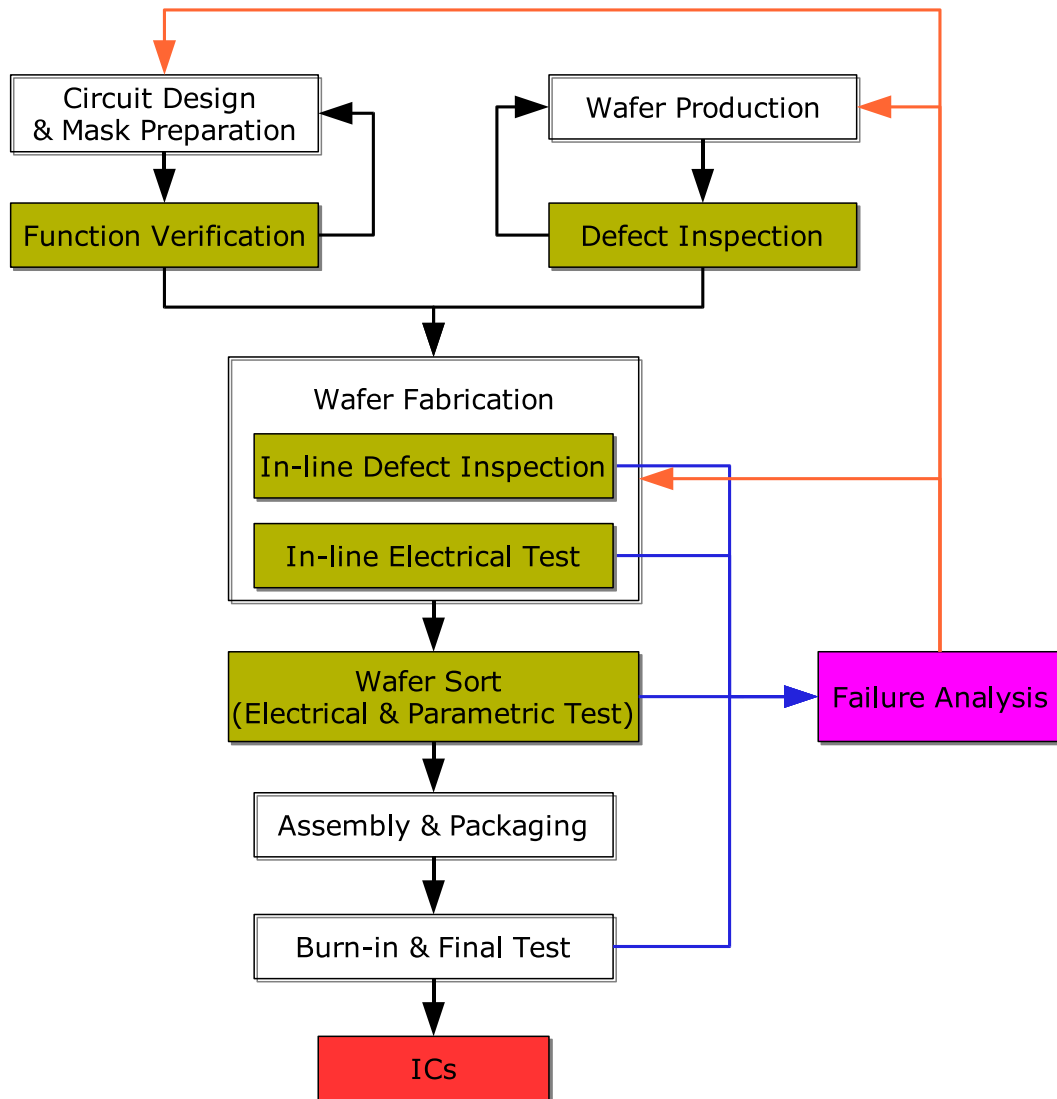 Circuit Design
& Mask Preparation
Wafer Production
Function Verification
Defect Inspection
Wafer Fabrication
In-line Defect Inspection
In-line Electrical Test
Wafer Sort
(Electrical & Parametric Test)
Failure Analysis
Assembly & Packaging
Burn-in & Final Test
ICs